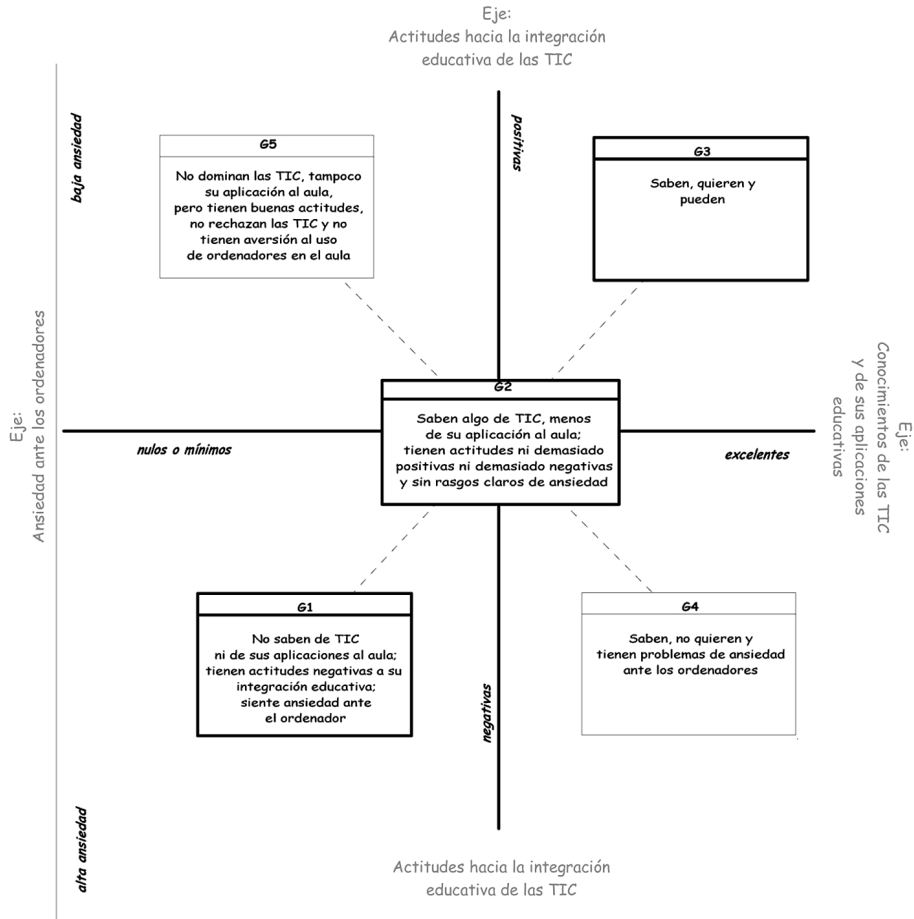 Eje:
Actitudes hacia la integración
educativa de las TIC
baja ansiedad
positivas
G5
No dominan las TIC, tampoco
su aplicación al aula,
pero tienen buenas actitudes,
no rechazan las TIC y no
tienen aversión al uso
de ordenadores en el aula
G3
Saben, quieren y
pueden
Eje:
Ansiedad ante los ordenadores
G2
Saben algo de TIC, menos
de su aplicación al aula;
tienen actitudes ni demasiado
positivas ni demasiado negativas
y sin rasgos claros de ansiedad
nulos o mínimos
excelentes
Eje:
Conocimientos de las TIC
y de sus aplicaciones
educativas
G1
No saben de TIC
ni de sus aplicaciones al aula;
tienen actitudes negativas a su
integración educativa;
siente ansiedad ante
el ordenador
G4
Saben, no quieren y
tienen problemas de ansiedad
ante los ordenadores
negativas
alta ansiedad
Actitudes hacia la integración
educativa de las TIC